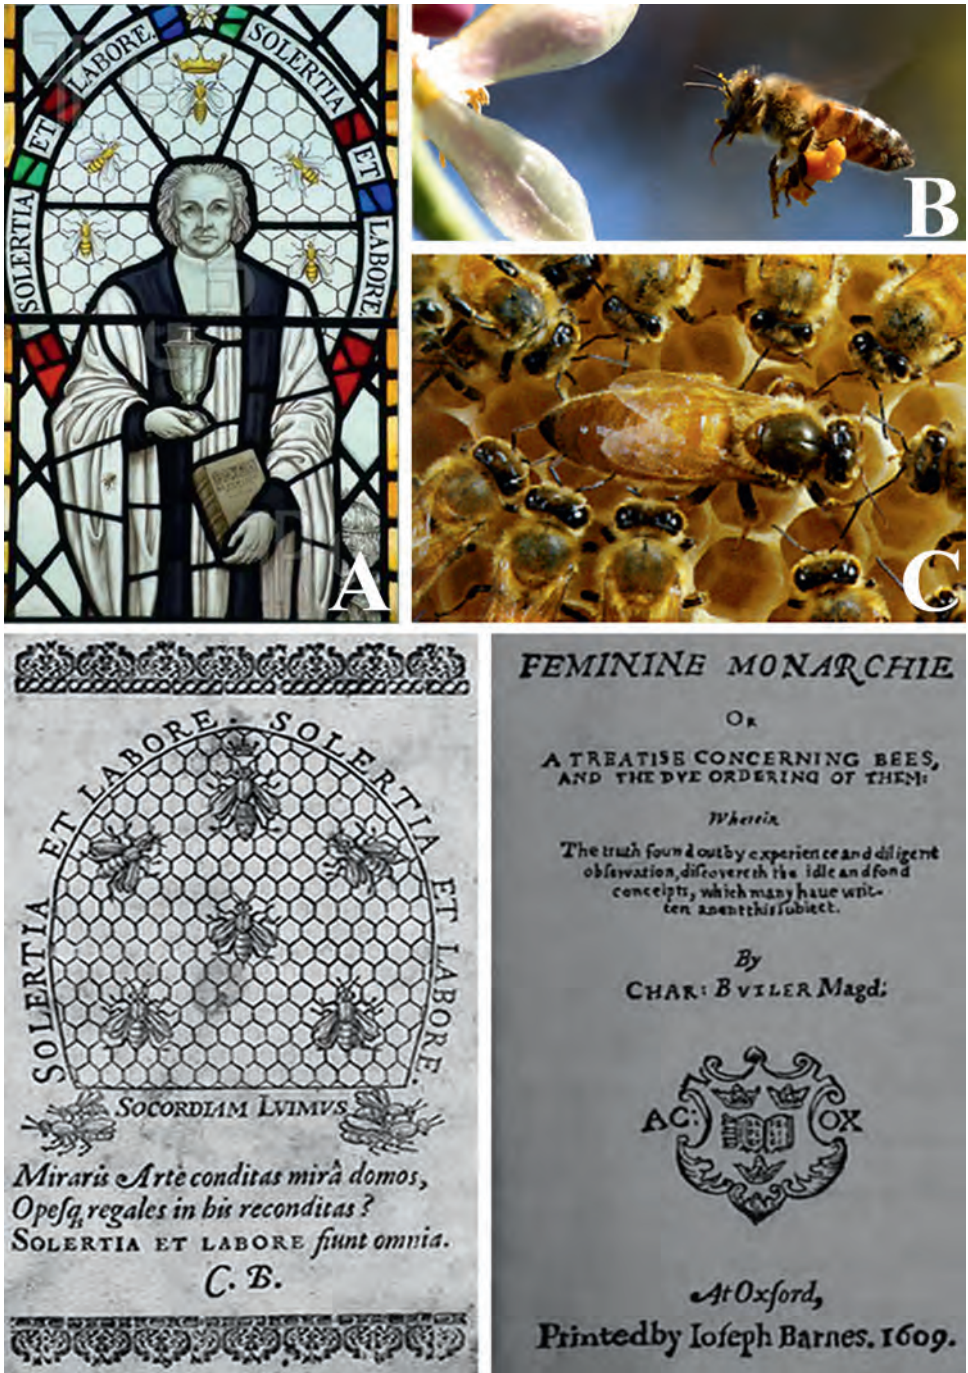 SOLERTIA ET LABORE. SOLERTIA ET LABORE
A
B
C
SOLERTIA ET LABORE. SOLERTIA ET LABORE.
SOCORDIAM LVIMVS
Miraris Arte conditas mirâ domos,
Opesq; regales in his reconditas?
SOLERTIA ET LABORE fiunt omnia.
C. B.
FEMININE MONARCHIE
OR
A TREATISE CONCERNING BEES,
AND THE DVE ORDERING OF THEM:
Wherein
The truth found out by experience and diligent
obſervation, diſcovereth the idle and fond
conceipts, which many haue writ-
ten anent this ſubiect.
By
CHAR: BVTLER Magd:
AC: OX
At Oxford,
Printed by Ioſeph Barnes. 1609.